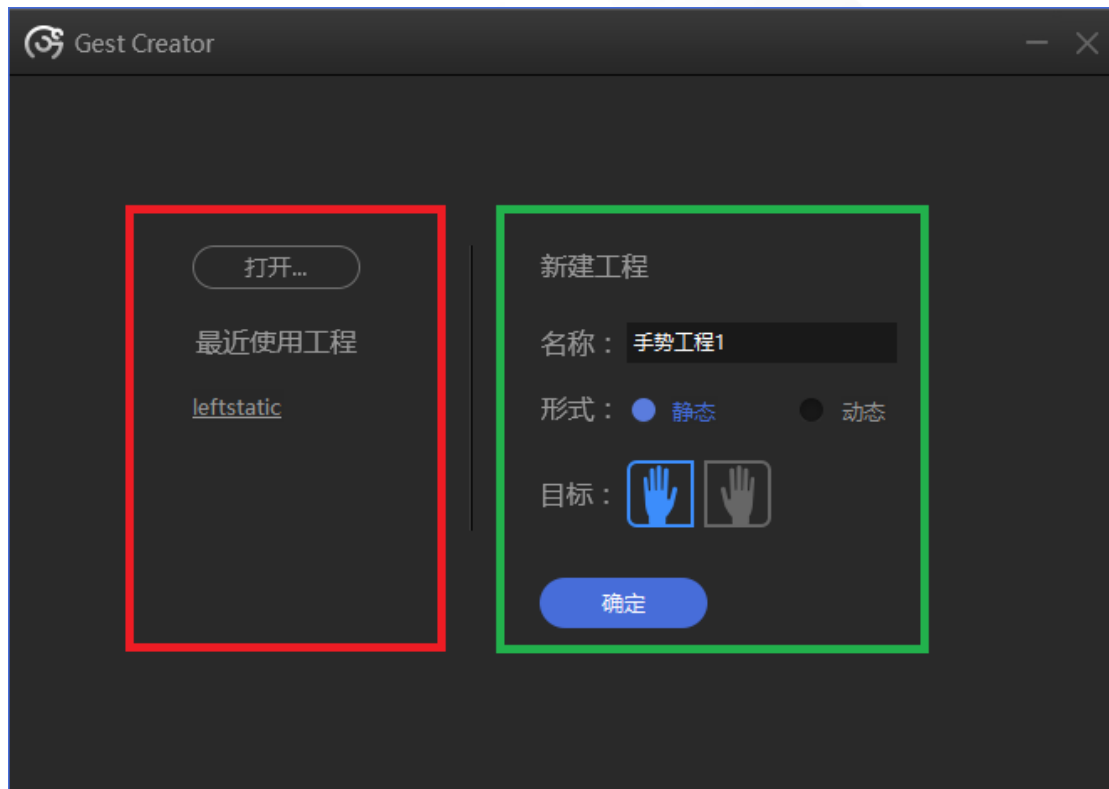 Gest Creator
打开...
最近使用工程
leftstatic
新建工程
名称：手势工程1
形式：静态 动态
目标：
确定